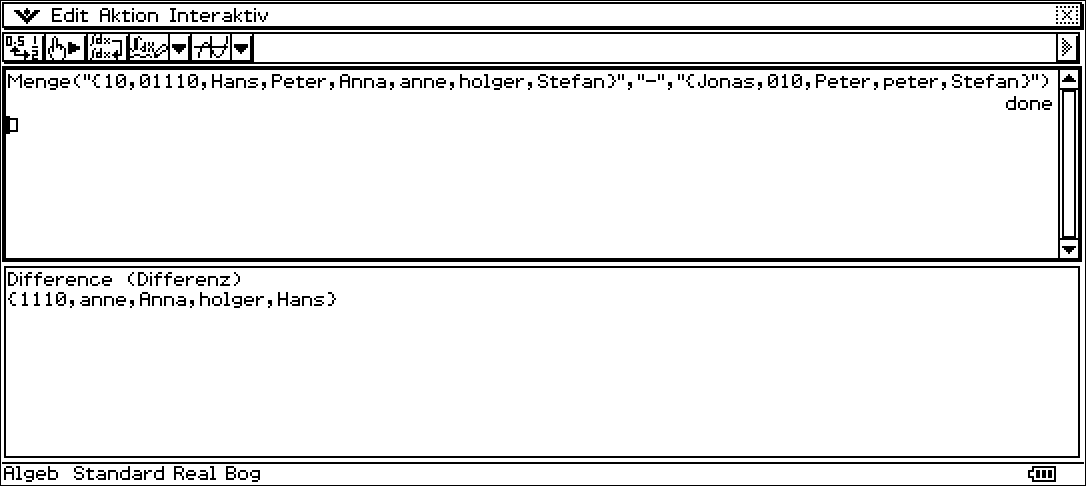 Edit Aktion Interaktiv
Menge("{10,01110,Hans,Peter,Anna,anne,holger,Stefan}","-","{Jonas,010,Peter,peter,Stefan}")
done
Difference (Differenz)
{1110,anne,Anna,holger,Hans}
Algeb Standard Real Bog